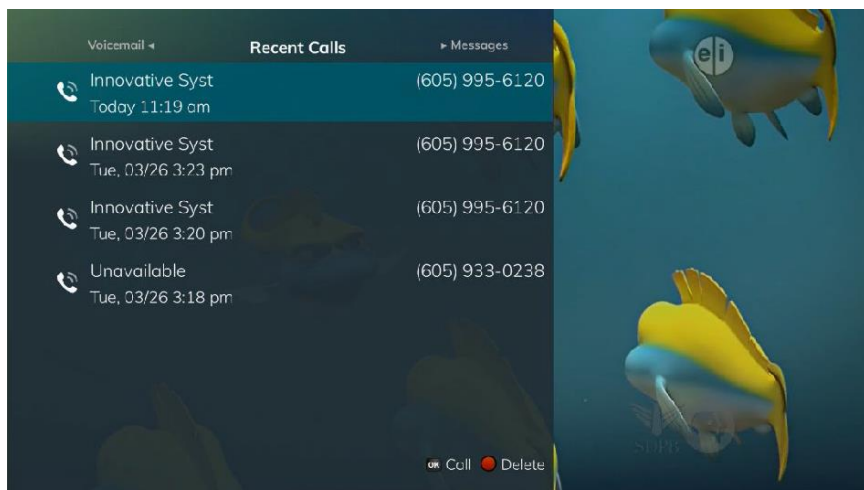 Voicemail ◂ Recent Calls ▸ Messages
e|i
Innovative Syst (605) 995-6120
Today 11:19 am
Innovative Syst (605) 995-6120
Tue, 03/26 3:23 pm
Innovative Syst (605) 995-6120
Tue, 03/26 3:20 pm
Unavailable (605) 933-0238
Tue, 03/26 3:18 pm
SDPB
OK Call Delete